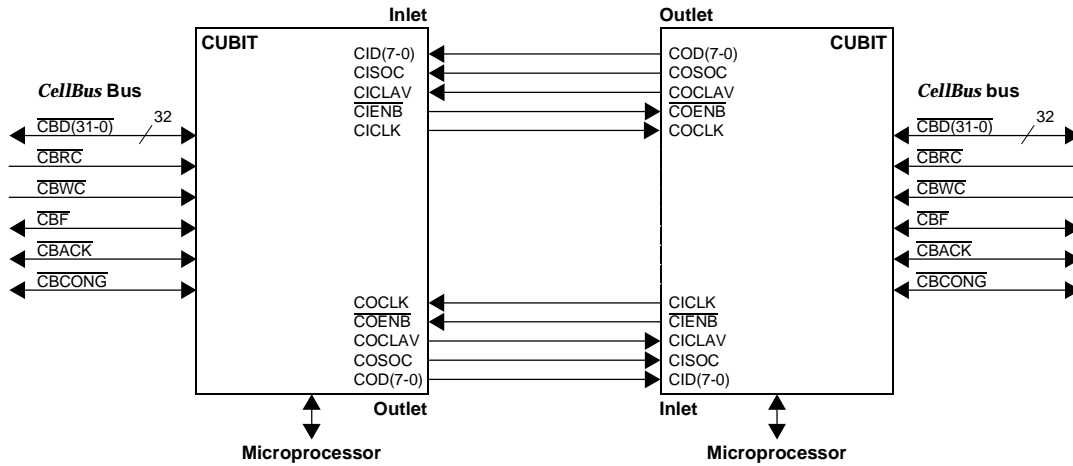 Inlet
Outlet
CUBIT
CUBIT
CID(7-0)
COD(7-0)
CISOC
COSOC
CICLAV
COCLAV
CIENB
COENB
CICLK
COCLK
CellBus Bus
CellBus bus
CBD(31-0)
32
CBD(31-0)
32
CBRC
CBRC
CBWC
CBWC
CBF
CBF
CBACK
CBACK
CBCONG
CBCONG
COCLK
CICLK
COENB
CIENB
COCLAV
CICLAV
COSOC
CISOC
COD(7-0)
CID(7-0)
Outlet
Inlet
Microprocessor
Microprocessor